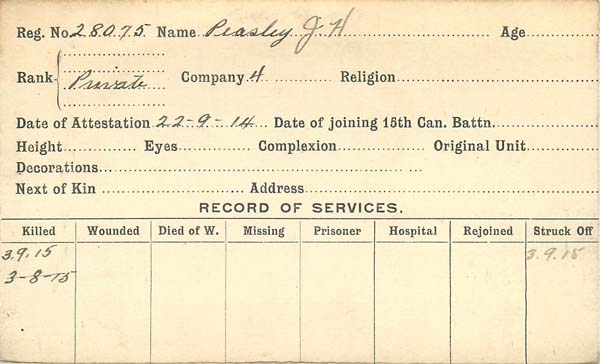 Reg. No. 28075 Name Peasley J. H Age
Rank Private Company 4 Religion
Date of Attestation 22-9-14 Date of joining 15th Can. Battn.
Height Eyes Complexion Original Unit
Decorations
Next of Kin Address
RECORD OF SERVICES.
Killed Wounded Died of W. Missing Prisoner Hospital Rejoined Struck Off
3.9.15 3.9.15
3-8-15